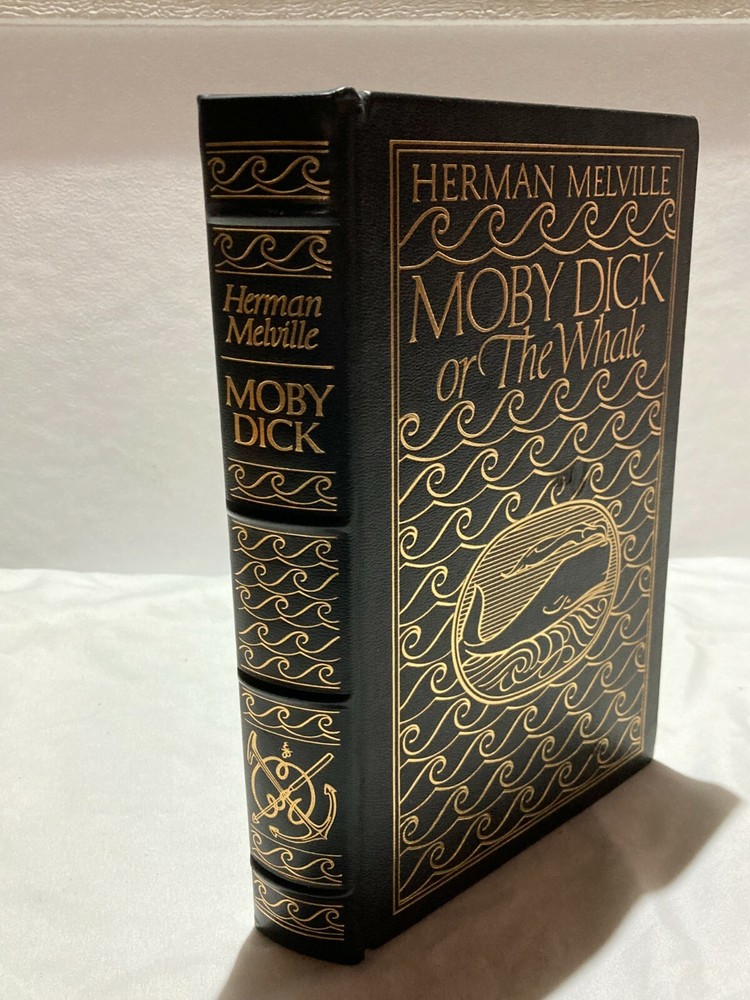 Herman
Melville
MOBY
DICK
HERMAN MELVILLE
MOBY DICK
or The Whale